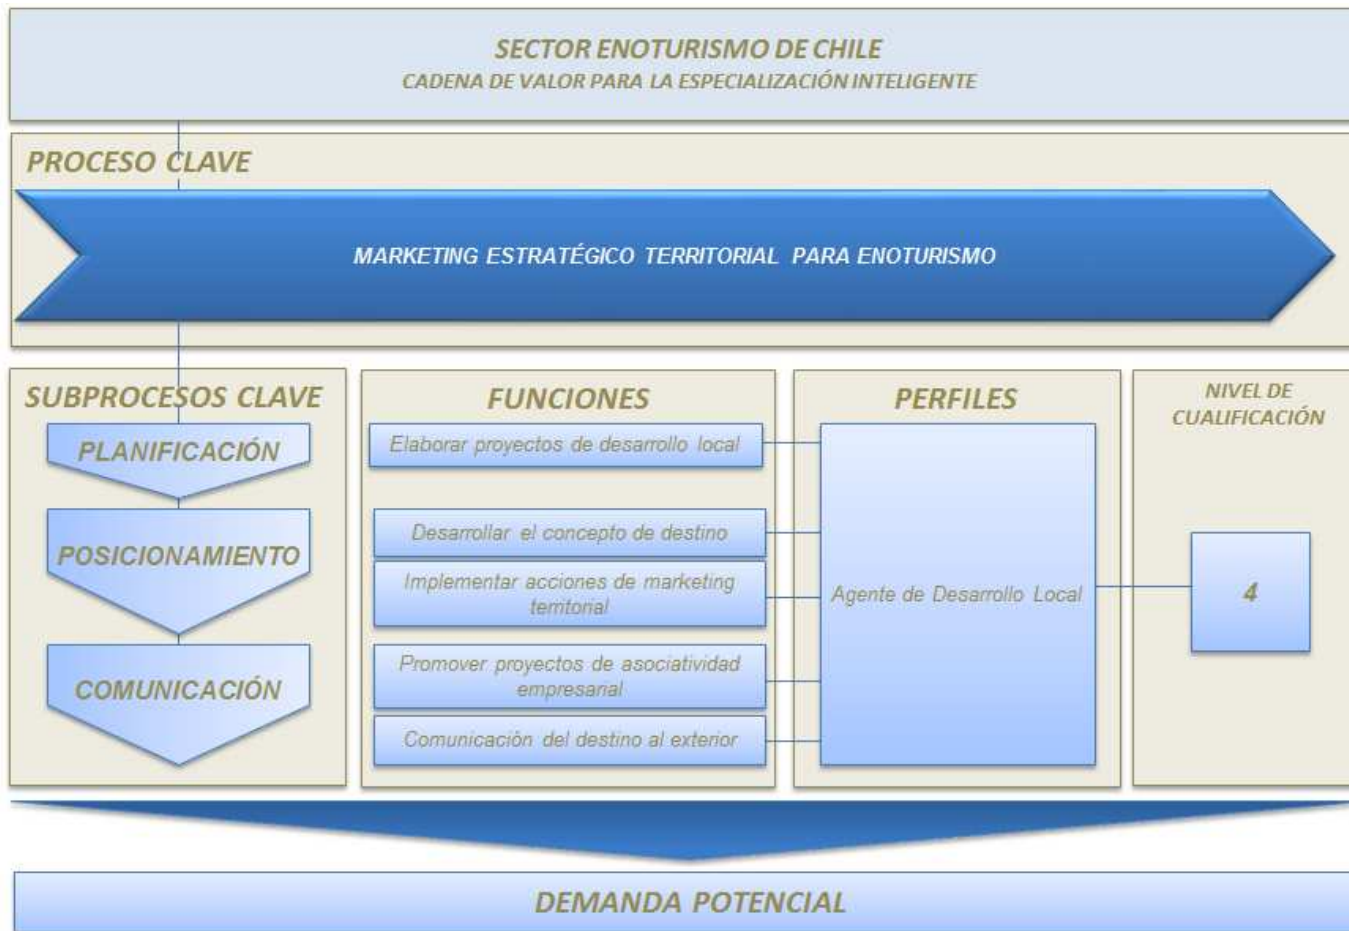 SECTOR ENOTURISMO DE CHILE
CADENA DE VALOR PARA LA ESPECIALIZACIÓN INTELIGENTE
PROCESO CLAVE
MARKETING ESTRATÉGICO TERRITORIAL PARA ENOTURISMO
SUBPROCESOS CLAVE
PLANIFICACIÓN
POSICIONAMIENTO
COMUNICACIÓN
FUNCIONES
Elaborar proyectos de desarrollo local
Desarrollar el concepto de destino
Implementar acciones de marketing
territorial
Promover proyectos de asociatividad
empresarial
Comunicación del destino al exterior
PERFILES
Agente de Desarrollo Local
NIVEL DE
CUALIFICACIÓN
4
DEMANDA POTENCIAL